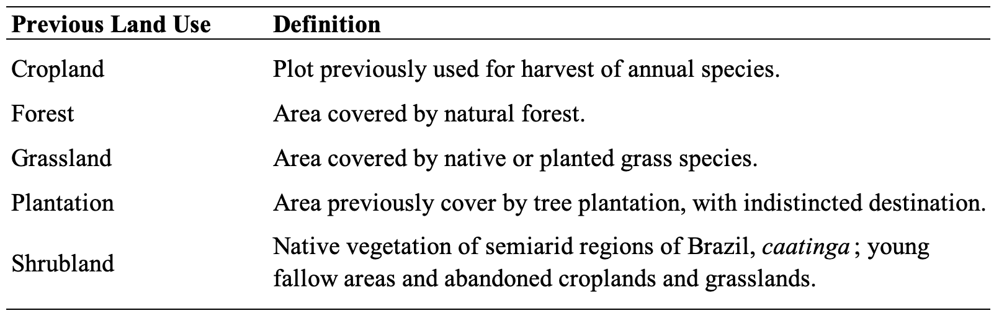 Previous Land Use Definition
Cropland Plot previously used for harvest of annual species.
Forest Area covered by natural forest.
Grassland Area covered by native or planted grass species.
Plantation Area previously cover by tree plantation, with indistincted destination.
Shrubland Native vegetation of semiarid regions of Brazil, caatinga; young
fallow areas and abandoned croplands and grasslands.